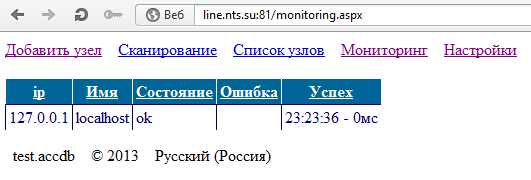 Веб line.nts.su:81/monitoring.aspx
Добавить узел Сканирование Список узлов Мониторинг Настройки
ip Имя Состояние Ошибка Успех
127.0.0.1 localhost ok 23:23:36 - 0мс
test.accdb © 2013 Русский (Россия)